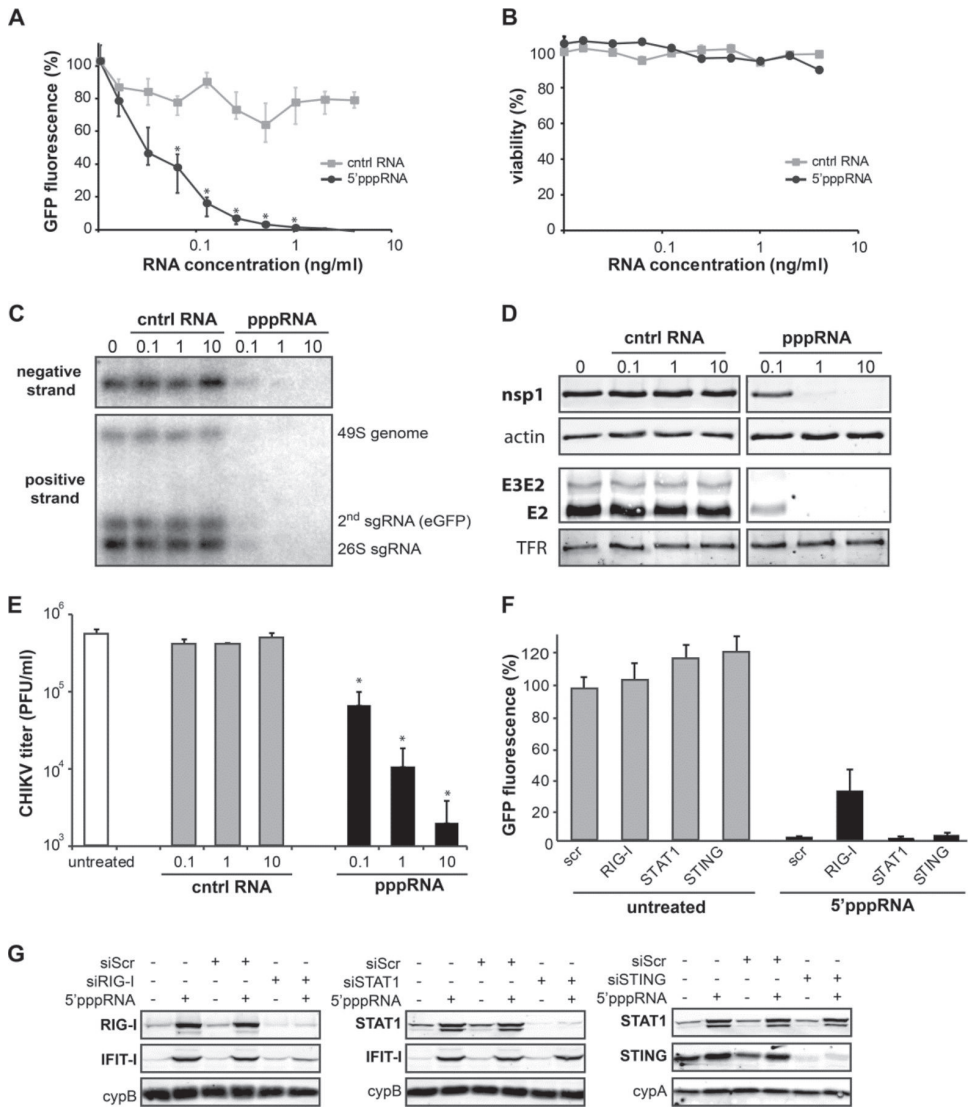 A
GFP fluorescence (%)
100
80
60
40
20
0
* * * * *
0.1 1 10
RNA concentration (ng/ml)
cntrl RNA
5'pppRNA
B
viability (%)
100
80
60
40
20
0
0.1 1 10
RNA concentration (ng/ml)
cntrl RNA
5'pppRNA
C
cntrl RNA pppRNA
0 0.1 1 10 0.1 1 10
negative
strand
positive
strand
49S genome
2nd sgRNA (eGFP)
26S sgRNA
D
cntrl RNA pppRNA
0 0.1 1 10 0.1 1 10
nsp1
actin
E3E2
E2
TFR
E
CHIKV titer (PFU/ml)
10^6
10^5
10^4
10^3
* * *
untreated 0.1 1 10 0.1 1 10
cntrl RNA pppRNA
F
GFP fluorescence (%)
120
100
80
60
40
20
0
scr RIG-I STAT1 STING scr RIG-I STAT1 STING
untreated 5'pppRNA
G
siScr - - + + - -
siRIG-I - - - - + +
5'pppRNA - + - + - +
RIG-I
IFIT-I
cypB
siScr - - + + - -
siSTAT1 - - - - + +
5'pppRNA - + - + - +
STAT1
IFIT-I
cypB
siScr - - + + - -
siSTING - - - - + +
5'pppRNA - + - + - +
STAT1
STING
cypA